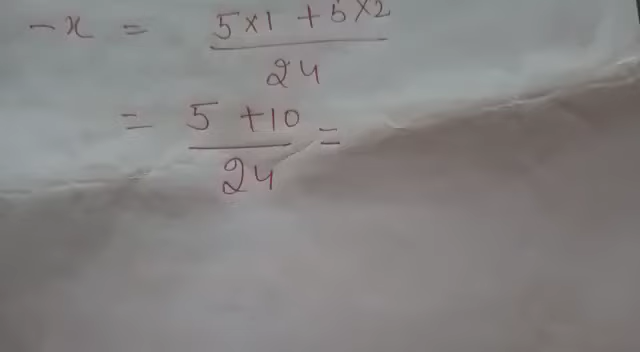 -x = 5×1 + 5×2
24
= 5 +10 =
24